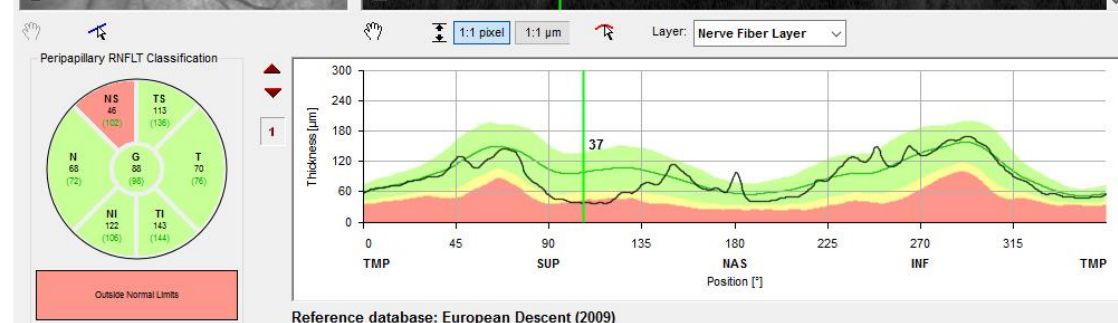 1:1 pixel 1:1 µm Layer: Nerve Fiber Layer
Peripapillary RNFLT Classification
NS
46
(102)
TS
113
(136)
N
68
(72)
G
88
(98)
T
70
(76)
NI
122
(106)
TI
143
(144)
Outside Normal Limits
1
Thickness [µm]
300
240
180
120
60
0
37
0 45 90 135 180 225 270 315
TMP SUP NAS INF TMP
Position [°]
Reference database: European Descent (2009)